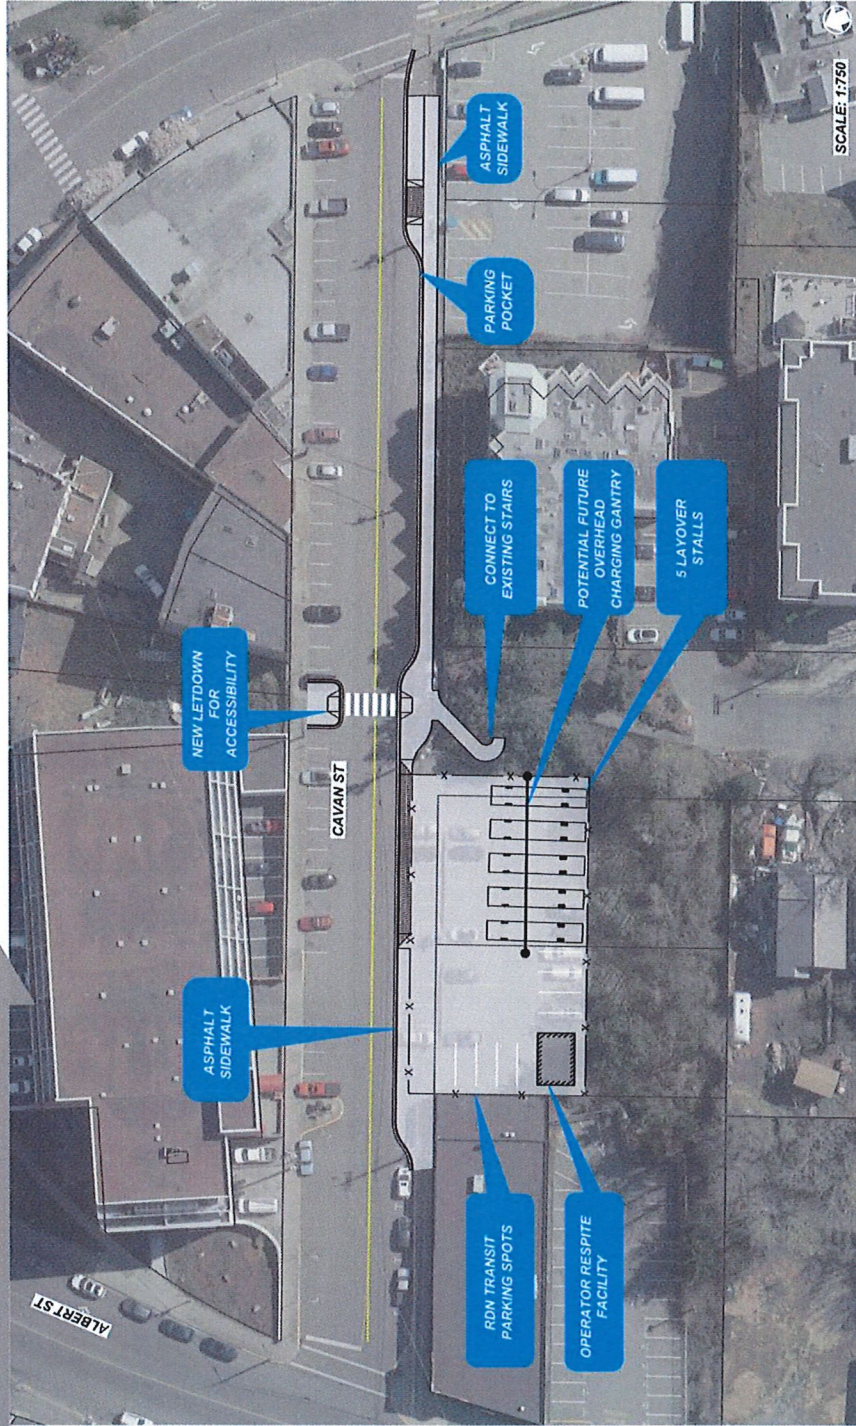 ALBERT ST
ASPHALT
SIDEWALK
NEW LETDOWN
FOR
ACCESSIBILITY
CAVAN ST
RDN TRANSIT
PARKING SPOTS
OPERATOR RESPITE
FACILITY
CONNECT TO
EXISTING STAIRS
POTENTIAL FUTURE
OVERHEAD
CHARGING GANTRY
5 LAYOVER
STALLS
PARKING
POCKET
ASPHALT
SIDEWALK
SCALE: 1:750